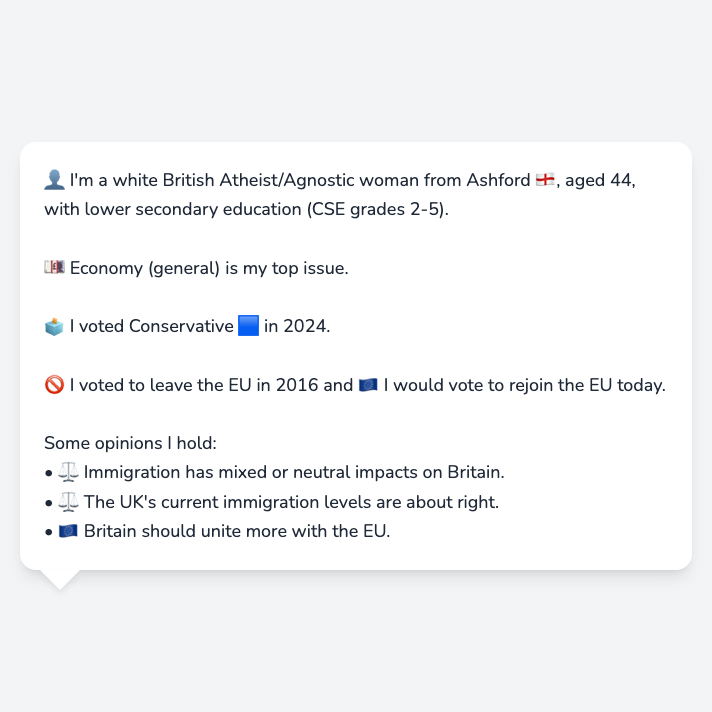 👤 I'm a white British Atheist/Agnostic woman from Ashford 🏴󠁧󠁢󠁥󠁮󠁧󠁿, aged 44,
with lower secondary education (CSE grades 2-5).
💷 Economy (general) is my top issue.
🗳️ I voted Conservative 🟦 in 2024.
🚫 I voted to leave the EU in 2016 and 🇪🇺 I would vote to rejoin the EU today.
Some opinions I hold:
• ⚖️ Immigration has mixed or neutral impacts on Britain.
• ⚖️ The UK's current immigration levels are about right.
• 🇪🇺 Britain should unite more with the EU.